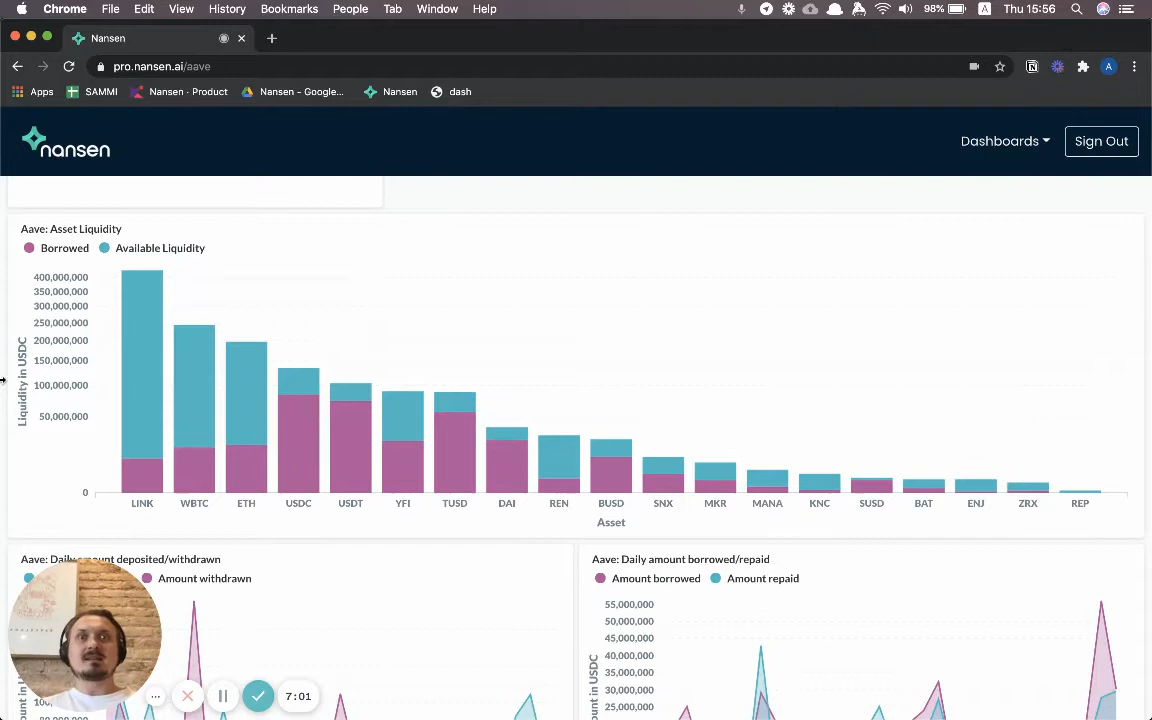 Chrome File Edit View History Bookmarks People Tab Window Help 98% A Thu 15:56
Nansen
pro.nansen.ai/aave A
Apps SAMMI Nansen · Product Nansen - Google... Nansen dash
nansen Dashboards Sign Out
Aave: Asset Liquidity
Borrowed Available Liquidity
Liquidity in USDC
400,000,000
350,000,000
300,000,000
250,000,000
200,000,000
150,000,000
100,000,000
50,000,000
0
LINK WBTC ETH USDC USDT YFI TUSD DAI REN BUSD SNX MKR MANA KNC SUSD BAT ENJ ZRX REP
Asset
Aave: Daily amount deposited/withdrawn
Amount withdrawn
Aave: Daily amount borrowed/repaid
Amount borrowed Amount repaid
55,000,000
50,000,000
45,000,000
40,000,000
35,000,000
30,000,000
25,000,000
7:01